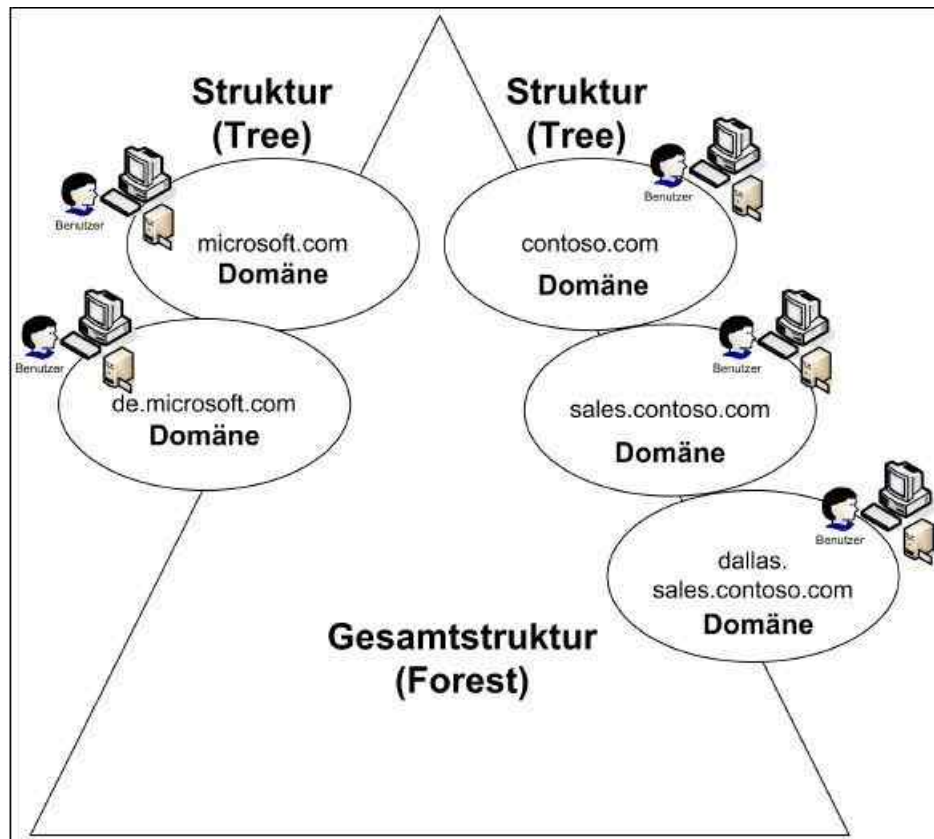 Struktur
(Tree)
Struktur
(Tree)
Benutzer
microsoft.com
Domäne
Benutzer
contoso.com
Domäne
Benutzer
de.microsoft.com
Domäne
Benutzer
sales.contoso.com
Domäne
Benutzer
dallas.
sales.contoso.com
Domäne
Gesamtstruktur
(Forest)